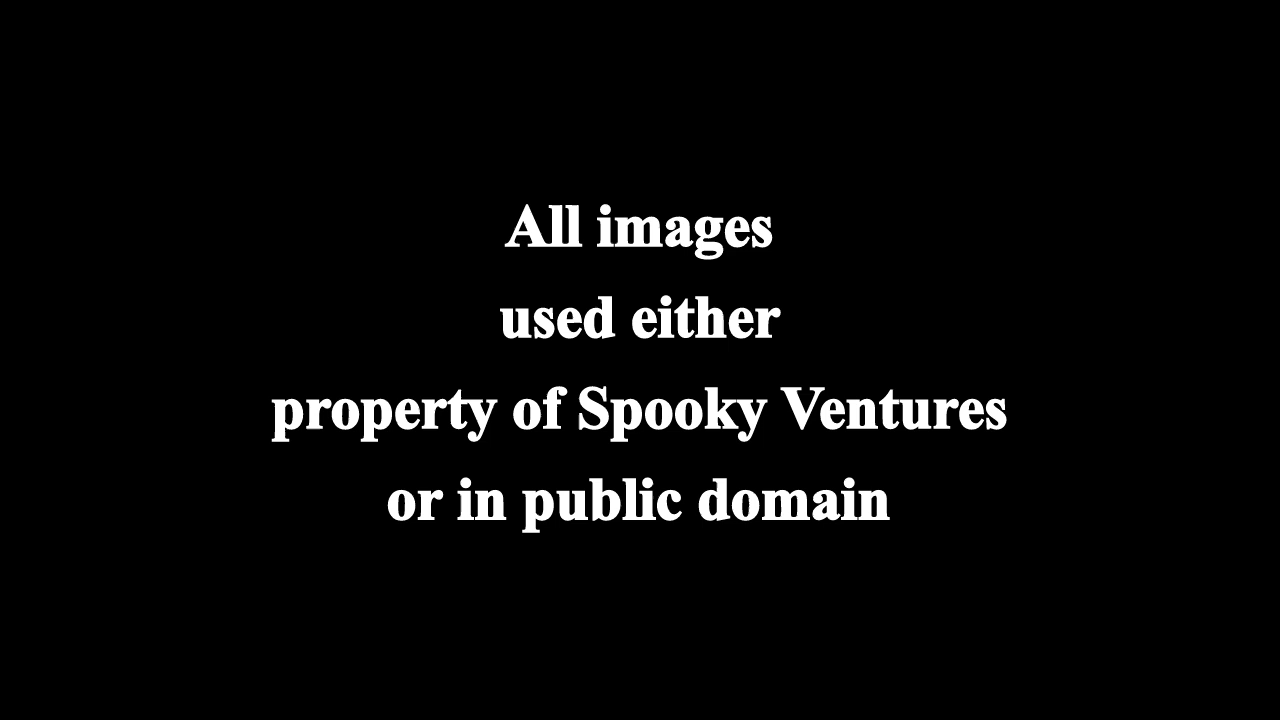 All images
used either
property of Spooky Ventures
or in public domain